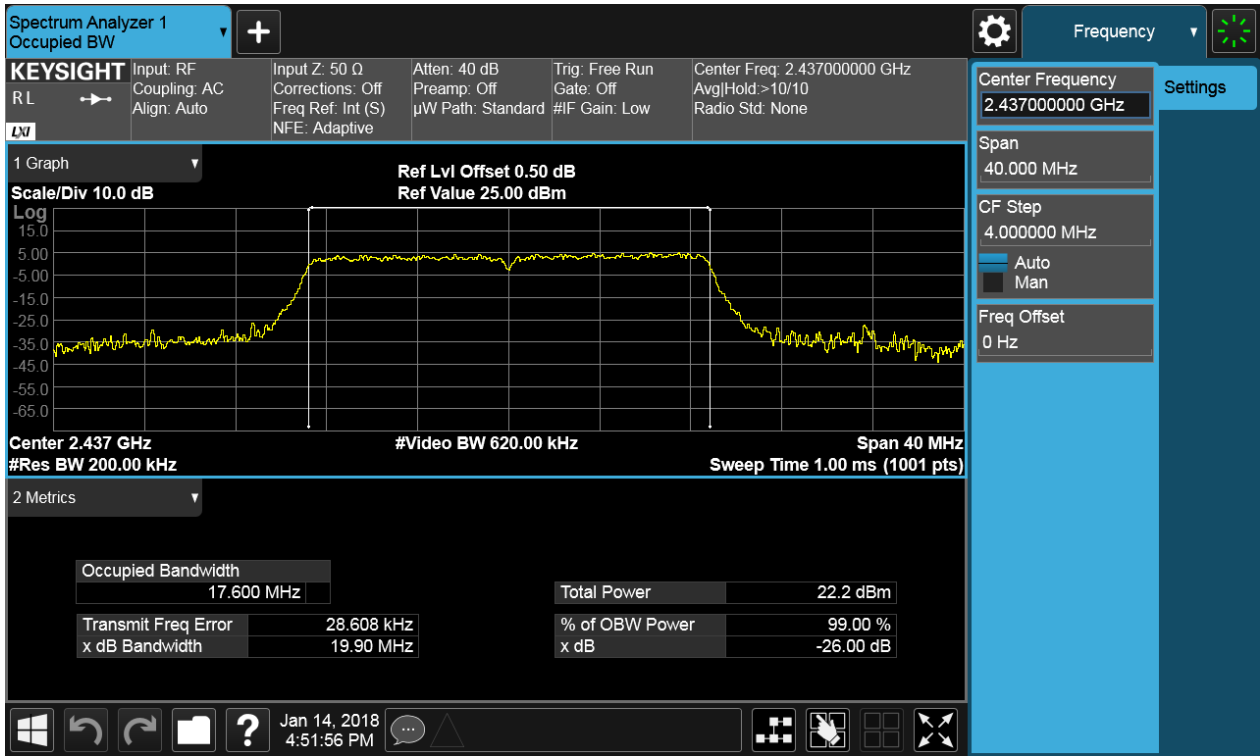 Spectrum Analyzer 1
Occupied BW
+
Frequency
KEYSIGHT
RL
LXI
Input: RF
Coupling: AC
Align: Auto
Input Z: 50 Ω
Corrections: Off
Freq Ref: Int (S)
NFE: Adaptive
Atten: 40 dB
Preamp: Off
µW Path: Standard
Trig: Free Run
Gate: Off
#IF Gain: Low
Center Freq: 2.437000000 GHz
Avg|Hold:>10/10
Radio Std: None
Center Frequency
2.437000000 GHz
Settings
Span
40.000 MHz
CF Step
4.000000 MHz
Auto
Man
Freq Offset
0 Hz
1 Graph
Scale/Div 10.0 dB
Ref Lvl Offset 0.50 dB
Ref Value 25.00 dBm
Log
15.0
5.00
-5.00
-15.0
-25.0
-35.0
-45.0
-55.0
-65.0
Center 2.437 GHz
#Video BW 620.00 kHz
Span 40 MHz
#Res BW 200.00 kHz
Sweep Time 1.00 ms (1001 pts)
2 Metrics
Occupied Bandwidth
17.600 MHz
Total Power 22.2 dBm
Transmit Freq Error 28.608 kHz
% of OBW Power 99.00 %
x dB Bandwidth 19.90 MHz
x dB -26.00 dB
?
Jan 14, 2018
4:51:56 PM